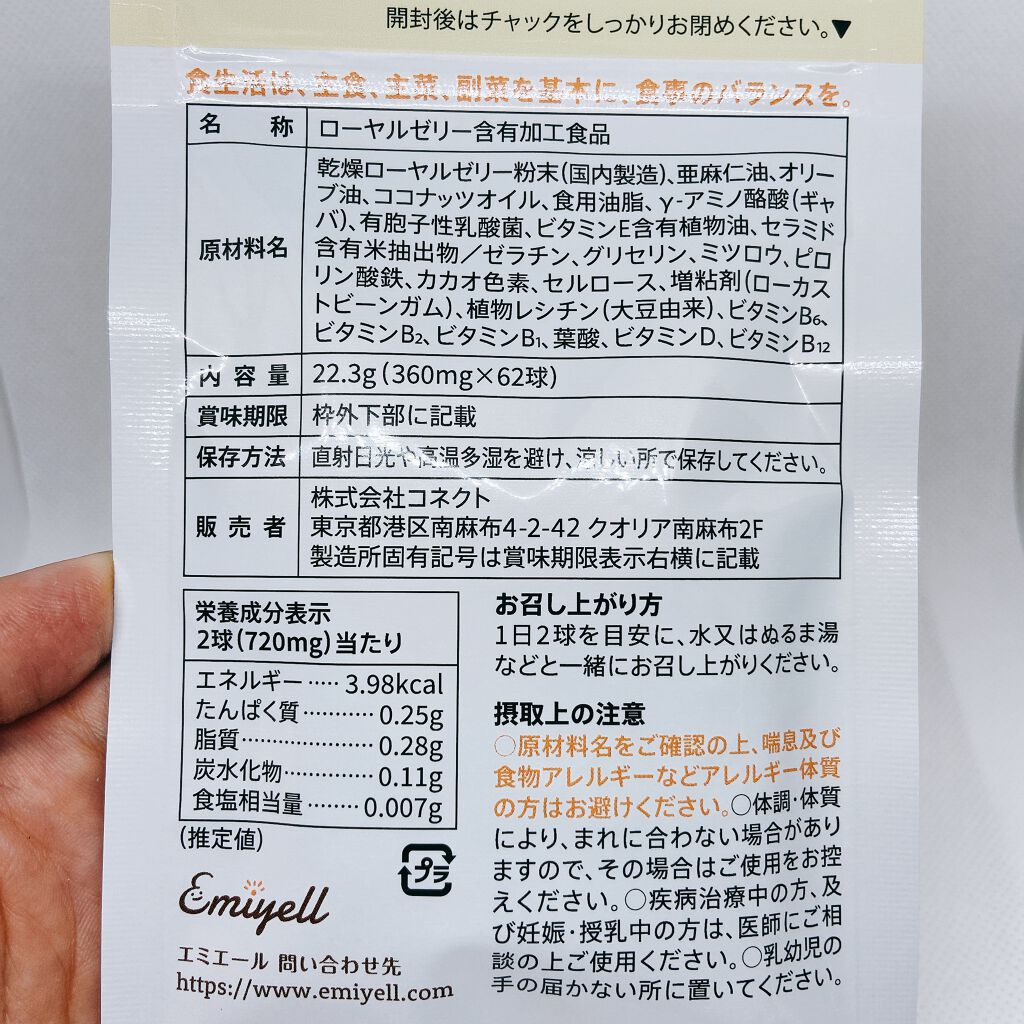 開封後はチャックをしっかりお閉めください。▼
食生活は、主食、主菜、副菜を基本に、食事のバランスを。
名称 ローヤルゼリー含有加工食品
原材料名 乾燥ローヤルゼリー粉末(国内製造)、亜麻仁油、オリー
ブ油、ココナッツオイル、食用油脂、γ-アミノ酪酸(ギャ
バ)、有胞子性乳酸菌、ビタミンE含有植物油、セラミド
含有米抽出物/ゼラチン、グリセリン、ミツロウ、ピロ
リン酸鉄、カカオ色素、セルロース、増粘剤(ローカス
トビーンガム)、植物レシチン(大豆由来)、ビタミンB₆、
ビタミンB₂、ビタミンB₁、葉酸、ビタミンD、ビタミンB₁₂
内容量 22.3g(360mg×62球)
賞味期限 枠外下部に記載
保存方法 直射日光や高温多湿を避け、涼しい所で保存してください。
販売者 株式会社コネクト
東京都港区南麻布4-2-42 クオリア南麻布2F
製造所固有記号は賞味期限表示右横に記載
栄養成分表示
2球(720mg)当たり
エネルギー……3.98kcal
たんぱく質…………0.25g
脂質…………………0.28g
炭水化物……………0.11g
食塩相当量………0.007g
(推定値)
プラ
Emiyell
エミエール 問い合わせ先
https://www.emiyell.com
お召し上がり方
1日2球を目安に、水又はぬるま湯
などと一緒にお召し上がりください。
摂取上の注意
○原材料名をご確認の上、喘息及び
食物アレルギーなどアレルギー体質
の方はお避けください。○体調・体質
により、まれに合わない場合があり
ますので、その場合はご使用をお控
えください。○疾病治療中の方、及
び妊娠・授乳中の方は、医師にご相
談の上ご使用ください。○乳幼児の
手の届かない所に置いてください。